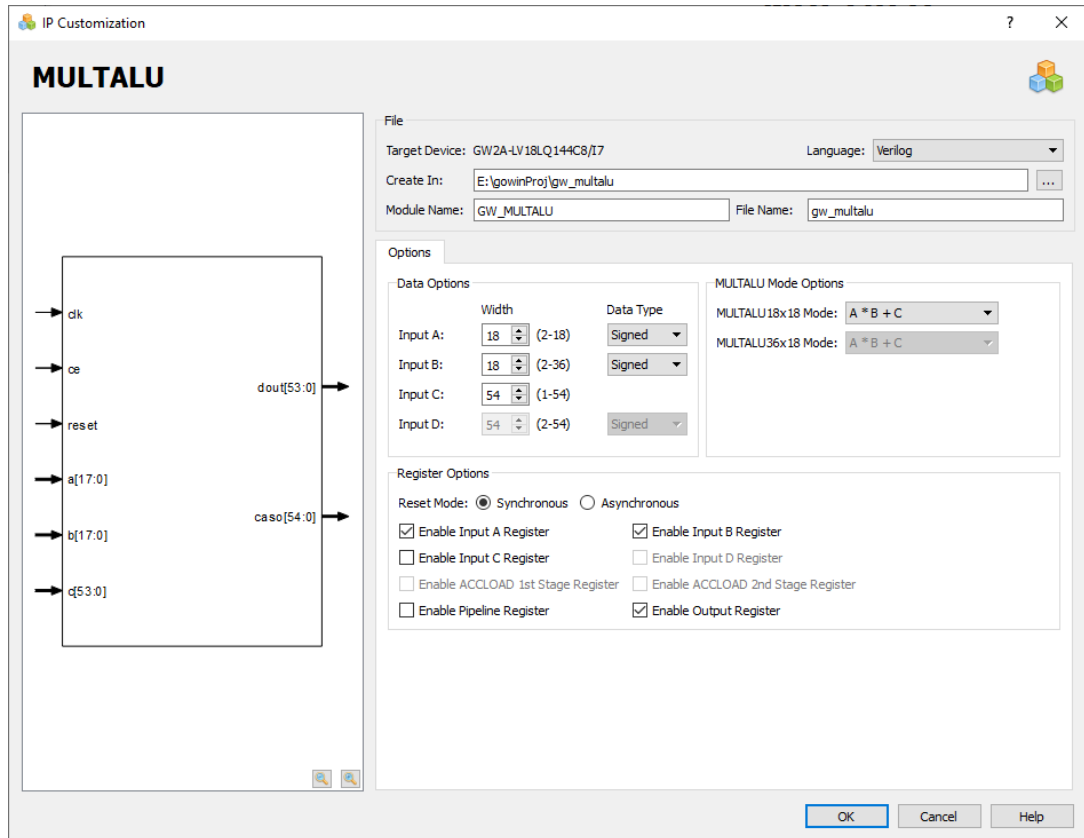 IP Customization
MULTALU
clk
ce
reset
a[17:0]
b[17:0]
c[53:0]
dout[53:0]
caso[54:0]
File
Target Device: GW2A-LV18LQ144C8/I7 Language: Verilog
Create In: E:\gowinProj\gw_multalu ...
Module Name: GW_MULTALU File Name: gw_multalu
Options
Data Options
Width Data Type
Input A: 18 (2-18) Signed
Input B: 18 (2-36) Signed
Input C: 54 (1-54)
Input D: 54 (2-54) Signed
MULTALU Mode Options
MULTALU18x18 Mode: A * B + C
MULTALU36x18 Mode: A * B + C
Register Options
Reset Mode: Synchronous Asynchronous
Enable Input A Register Enable Input B Register
Enable Input C Register Enable Input D Register
Enable ACCLOAD 1st Stage Register Enable ACCLOAD 2nd Stage Register
Enable Pipeline Register Enable Output Register
OK Cancel Help